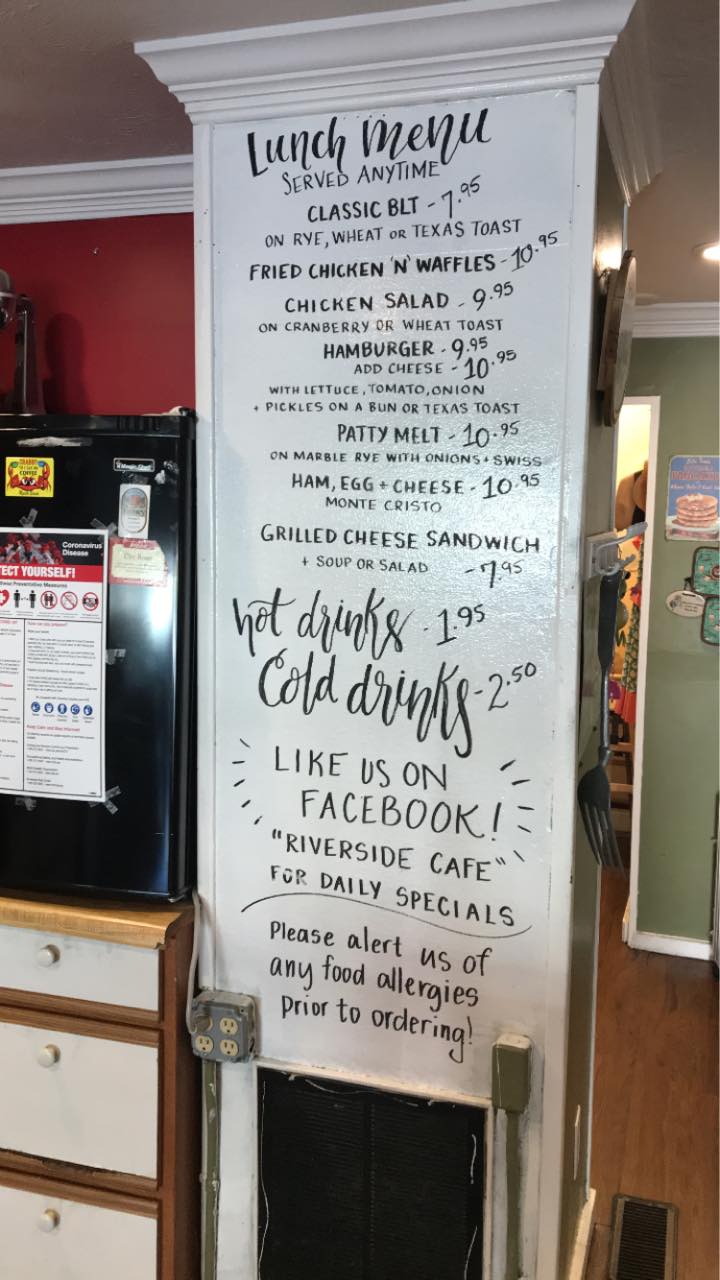 Lunch menu
SERVED ANYTIME
CLASSIC BLT - 7.95
ON RYE, WHEAT OR TEXAS TOAST
FRIED CHICKEN 'N' WAFFLES - 10.95
CHICKEN SALAD - 9.95
ON CRANBERRY OR WHEAT TOAST
HAMBURGER - 9.95
ADD CHEESE - 10.95
WITH LETTUCE, TOMATO, ONION
+ PICKLES ON A BUN OR TEXAS TOAST
PATTY MELT - 10.95
ON MARBLE RYE WITH ONIONS + SWISS
HAM, EGG + CHEESE - 10.95
MONTE CRISTO
GRILLED CHEESE SANDWICH
+ SOUP OR SALAD - 7.95
hot drinks - 1.95
Cold drinks - 2.50
LIKE US ON
FACEBOOK!
"RIVERSIDE CAFE"
FOR DAILY SPECIALS
Please alert us of
any food allergies
prior to ordering!
COFFEE
Coronavirus
Disease
TECT YOURSELF!